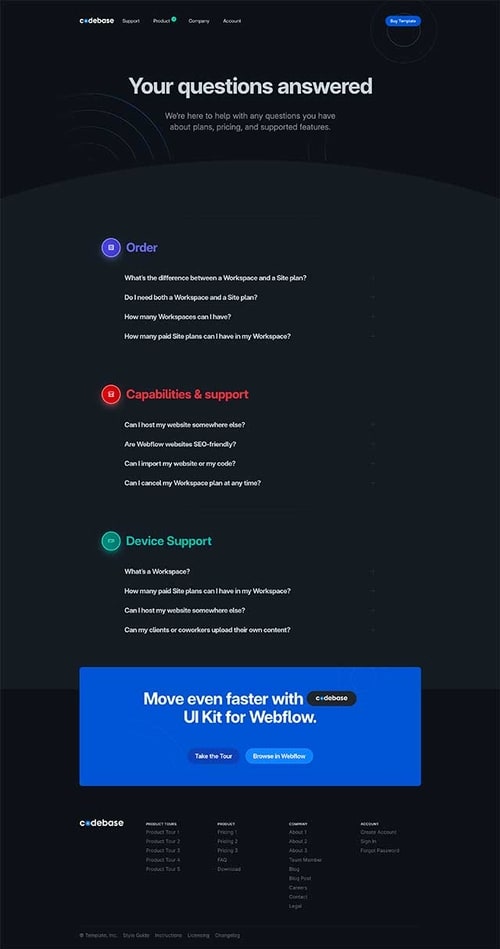 codebase Support Product Company Account Buy Template
Your questions answered
We're here to help with any questions you have
about plans, pricing, and supported features.
Order
What's the difference between a Workspace and a Site plan?
Do I need both a Workspace and a Site plan?
How many Workspaces can I have?
How many paid Site plans can I have in my Workspace?
Capabilities & support
Can I host my website somewhere else?
Are Webflow websites SEO-friendly?
Can I import my website or my code?
Can I cancel my Workspace plan at any time?
Device Support
What's a Workspace?
How many paid Site plans can I have in my Workspace?
Can I host my website somewhere else?
Can my clients or coworkers upload their own content?
Move even faster with codebase
UI Kit for Webflow.
Take the Tour Browse in Webflow
codebase
PRODUCT TOURS
Product Tour 1
Product Tour 2
Product Tour 3
Product Tour 4
Product Tour 5
PRODUCT
Pricing 1
Pricing 2
Pricing 3
FAQ
Download
COMPANY
About 1
About 2
About 3
Team Member
Blog
Blog Post
Careers
Contact
Legal
ACCOUNT
Create Account
Sign In
Forgot Password
© Template, Inc. Style Guide Instructions Licensing Changelog